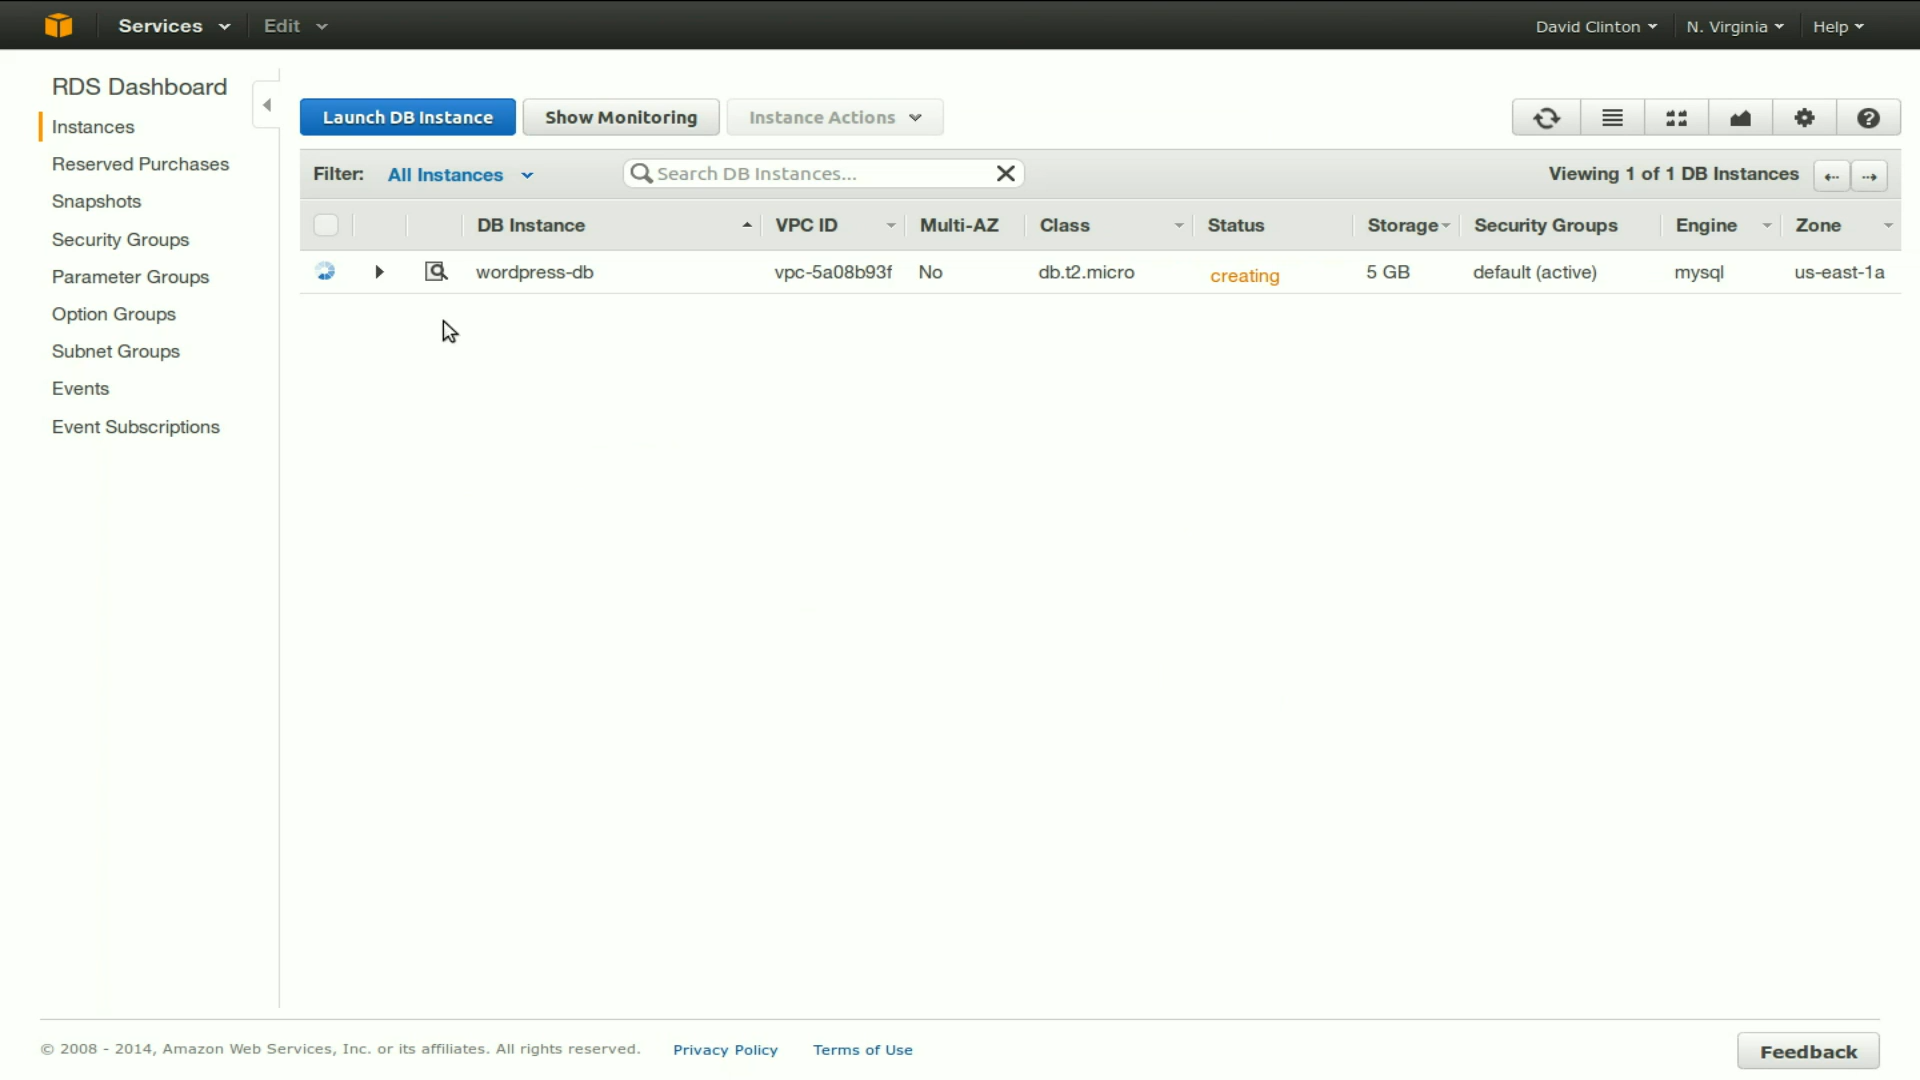 Services Edit David Clinton N. Virginia Help
RDS Dashboard
Instances
Reserved Purchases
Snapshots
Security Groups
Parameter Groups
Option Groups
Subnet Groups
Events
Event Subscriptions
Launch DB Instance Show Monitoring Instance Actions
Filter: All Instances Search DB Instances... Viewing 1 of 1 DB Instances
DB Instance VPC ID Multi-AZ Class Status Storage Security Groups Engine Zone
wordpress-db vpc-5a08b93f No db.t2.micro creating 5 GB default (active) mysql us-east-1a
© 2008 - 2014, Amazon Web Services, Inc. or its affiliates. All rights reserved. Privacy Policy Terms of Use Feedback